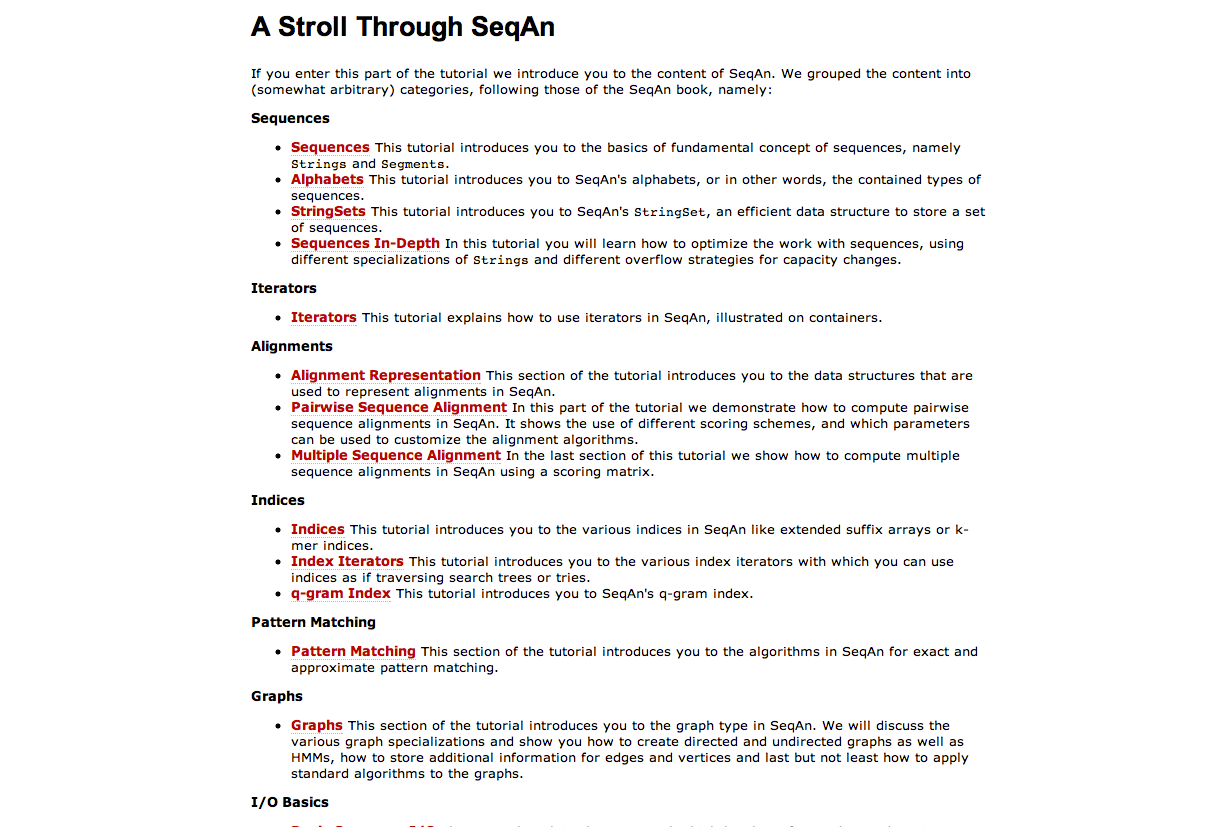 A Stroll Through SeqAn
If you enter this part of the tutorial we introduce you to the content of SeqAn. We grouped the content into
(somewhat arbitrary) categories, following those of the SeqAn book, namely:
Sequences
• Sequences This tutorial introduces you to the basics of fundamental concept of sequences, namely
Strings and Segments.
• Alphabets This tutorial introduces you to SeqAn's alphabets, or in other words, the contained types of
sequences.
• StringSets This tutorial introduces you to SeqAn's StringSet, an efficient data structure to store a set
of sequences.
• Sequences In-Depth In this tutorial you will learn how to optimize the work with sequences, using
different specializations of Strings and different overflow strategies for capacity changes.
Iterators
• Iterators This tutorial explains how to use iterators in SeqAn, illustrated on containers.
Alignments
• Alignment Representation This section of the tutorial introduces you to the data structures that are
used to represent alignments in SeqAn.
• Pairwise Sequence Alignment In this part of the tutorial we demonstrate how to compute pairwise
sequence alignments in SeqAn. It shows the use of different scoring schemes, and which parameters
can be used to customize the alignment algorithms.
• Multiple Sequence Alignment In the last section of this tutorial we show how to compute multiple
sequence alignments in SeqAn using a scoring matrix.
Indices
• Indices This tutorial introduces you to the various indices in SeqAn like extended suffix arrays or k-
mer indices.
• Index Iterators This tutorial introduces you to the various index iterators with which you can use
indices as if traversing search trees or tries.
• q-gram Index This tutorial introduces you to SeqAn's q-gram index.
Pattern Matching
• Pattern Matching This section of the tutorial introduces you to the algorithms in SeqAn for exact and
approximate pattern matching.
Graphs
• Graphs This section of the tutorial introduces you to the graph type in SeqAn. We will discuss the
various graph specializations and show you how to create directed and undirected graphs as well as
HMMs, how to store additional information for edges and vertices and last but not least how to apply
standard algorithms to the graphs.
I/O Basics